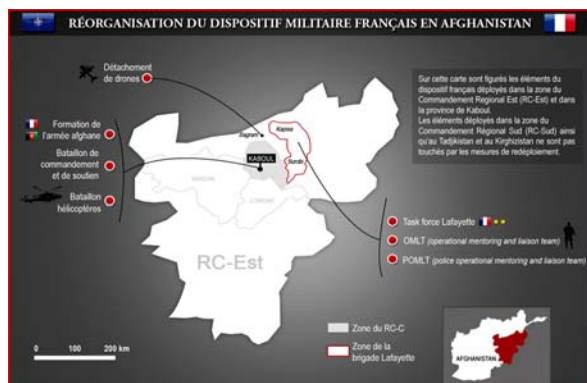 RÉORGANISATION DU DISPOSITIF MILITAIRE FRANÇAIS EN AFGHANISTAN
Détachement
de drones
Sur cette carte sont figurés les éléments du
dispositif français déployés dans la zone du
Commandement Regional Est (RC-Est) et dans
la province de Kaboul.
Les éléments déployés dans la zone du
Commandement Régional Sud (RC-Sud) ainsi
qu'au Tadjikistan et au Kirghizistan ne sont pas
touchés par les mesures de redéploiement.
Formation de
l'armée afghane
Bagram
Kapisa
Bataillon de
commandement
et de soutien
KABOUL
Surobi
Bataillon
hélicoptères
Task force Lafayette
OMLT (operational mentoring and liaison team)
POMLT (police operational mentoring and liaison team)
RC-Est
Zone du RC-C
Zone de la
brigade Lafayette
AFGHANISTAN
0 100 200 km